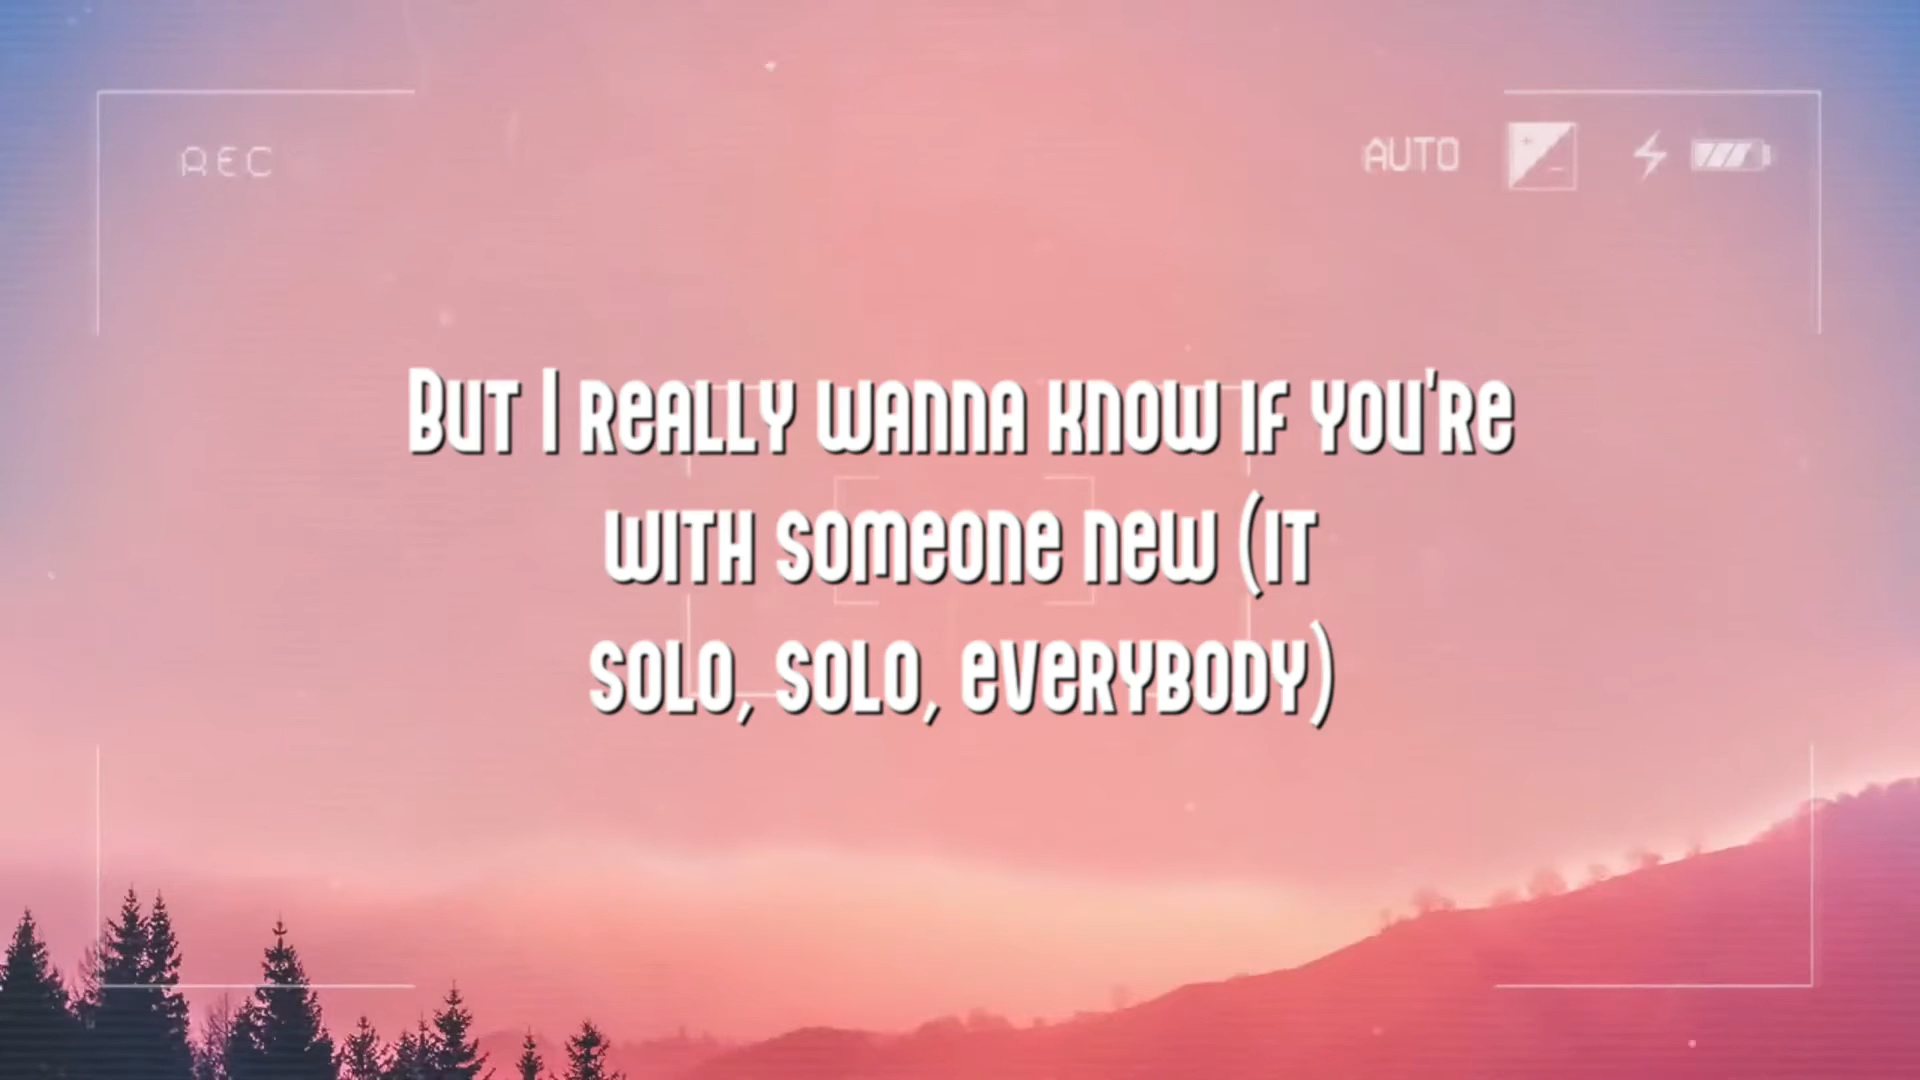 REC
AUTO
But I really wanna know if you're
with someone new (it
solo, solo, everybody)